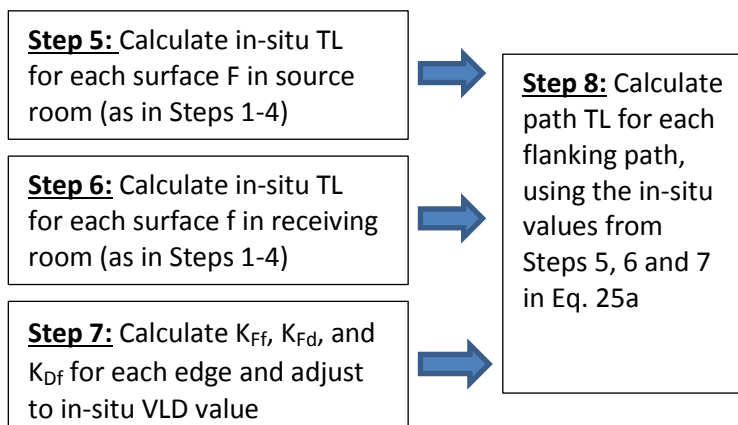 Step 5: Calculate in-situ TL
for each surface F in source
room (as in Steps 1-4)
Step 6: Calculate in-situ TL
for each surface f in receiving
room (as in Steps 1-4)
Step 7: Calculate KFf, KFd, and
KDf for each edge and adjust
to in-situ VLD value
Step 8: Calculate
path TL for each
flanking path,
using the in-situ
values from
Steps 5, 6 and 7
in Eq. 25a